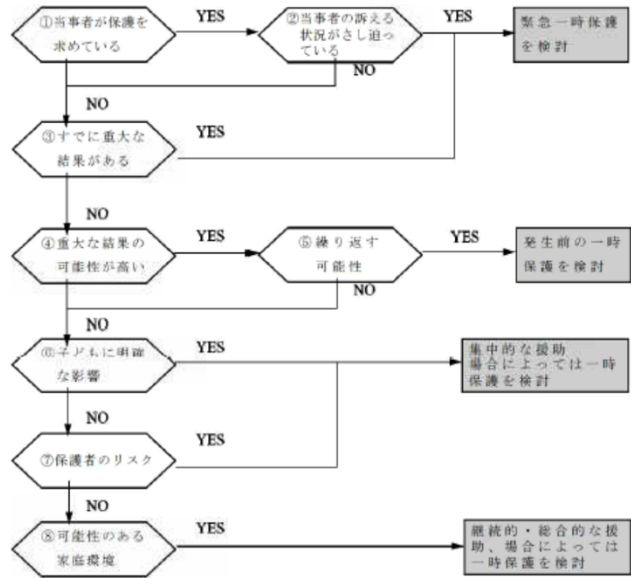 ①当事者が保護を
求めている
YES
②当事者の訴える
状況がさし迫っ
ている
YES
緊急一時保護
を検討
NO
NO
③すでに重大な
結果がある
YES
NO
④重大な結果の
可能性が高い
YES
⑤繰り返す
可能性
YES
発生前の一時
保護を検討
NO
NO
⑥子どもに明確
な影響
YES
集中的な援助
場合によっては一時
保護を検討
NO
⑦保護者のリスク
YES
NO
⑧可能性のある
家庭環境
YES
継続的・総合的な援
助、場合によっては
一時保護を検討